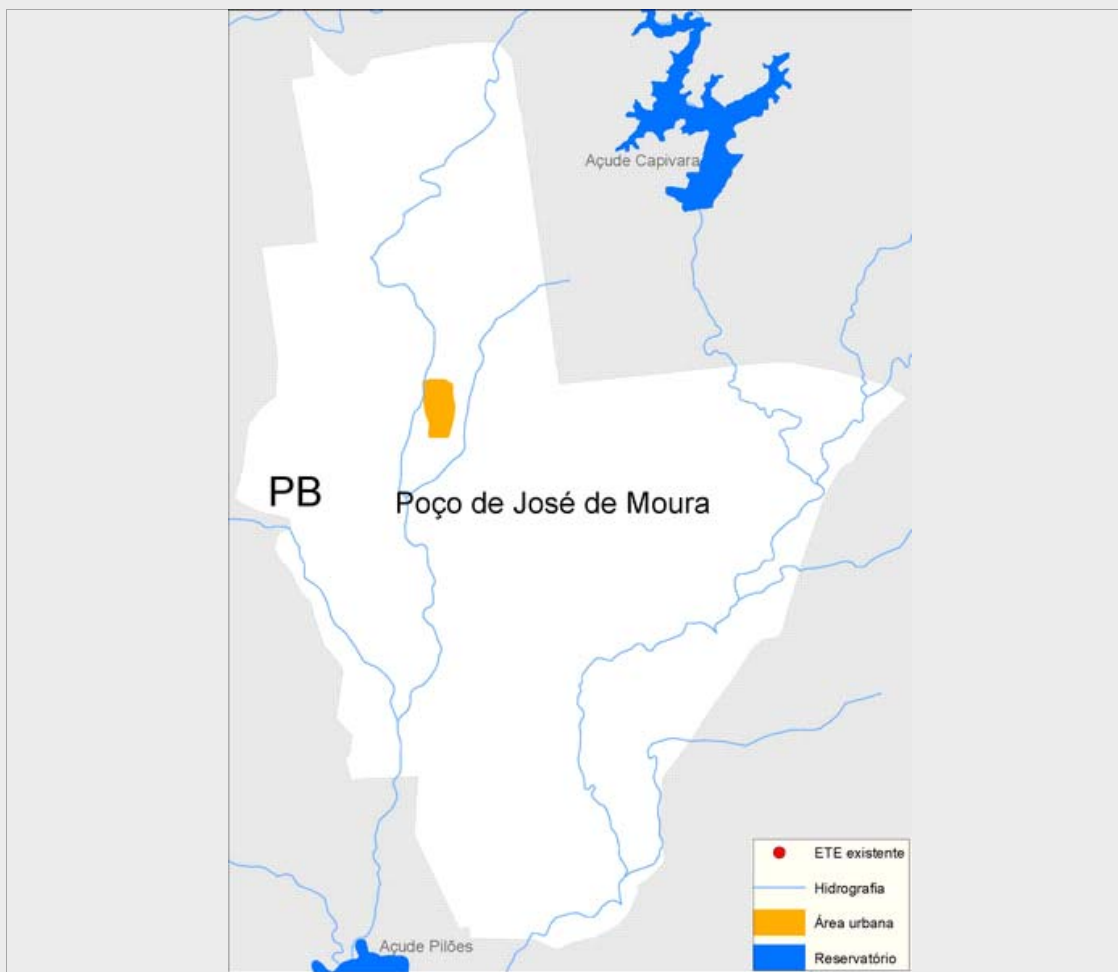 Açude Capivara
PB
Poço de José de Moura
Açude Pilões
ETE existente
Hidrografia
Área urbana
Reservatório